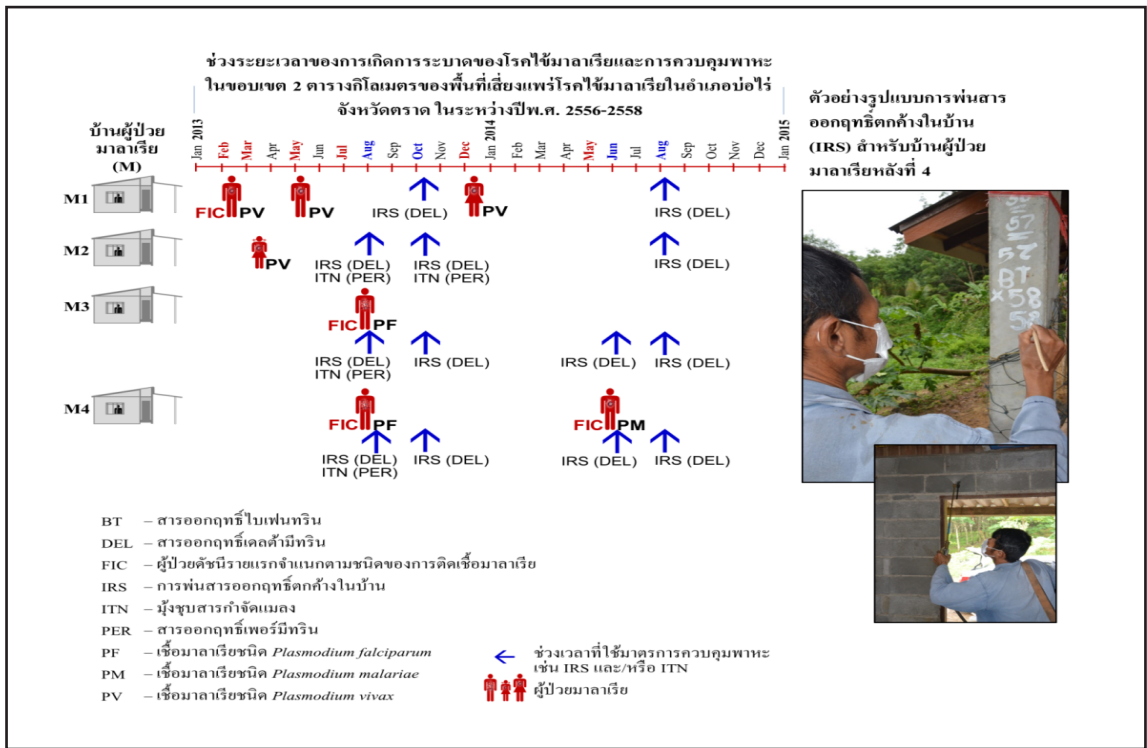 ช่วงระยะเวลาของการเกิดการระบาดของโรคไข้มาลาเรียและการควบคุมพาหะ
ในขอบเขต 2 ตารางกิโลเมตรของพื้นที่เสี่ยงแพร่โรคไข้มาลาเรียในอำเภอบ่อไร่
จังหวัดตราด ในระหว่างปีพ.ศ. 2556-2558
บ้านผู้ป่วย
มาลาเรีย
(M)
Jan 2013 Feb Mar Apr May Jun Jul Aug Sep Oct Nov Dec Jan 2014 Feb Mar Apr May Jun Jul Aug Sep Oct Nov Dec Jan 2015
M1
FIC PV PV IRS (DEL) PV IRS (DEL)
M2
PV
IRS (DEL) IRS (DEL) IRS (DEL)
ITN (PER) ITN (PER)
M3
FIC PF
IRS (DEL) IRS (DEL) IRS (DEL) IRS (DEL)
ITN (PER)
M4
FIC PF FIC PM
IRS (DEL) IRS (DEL) IRS (DEL) IRS (DEL)
ITN (PER)
ตัวอย่างรูปแบบการพ่นสาร
ออกฤทธิ์ตกค้างในบ้าน
(IRS) สำหรับบ้านผู้ป่วย
มาลาเรียหลังที่ 4
57
57
BT
×58
58
BT – สารออกฤทธิ์ไบเฟนทริน
DEL – สารออกฤทธิ์เดลต้ามีทริน
FIC – ผู้ป่วยดัชนีรายแรกจำแนกตามชนิดของการติดเชื้อมาลาเรีย
IRS – การพ่นสารออกฤทธิ์ตกค้างในบ้าน
ITN – มุ้งชุบสารกำจัดแมลง
PER – สารออกฤทธิ์เพอร์มีทริน
PF – เชื้อมาลาเรียชนิด Plasmodium falciparum
PM – เชื้อมาลาเรียชนิด Plasmodium malariae
PV – เชื้อมาลาเรียชนิด Plasmodium vivax
ช่วงเวลาที่ใช้มาตรการควบคุมพาหะ
เช่น IRS และ/หรือ ITN
ผู้ป่วยมาลาเรีย